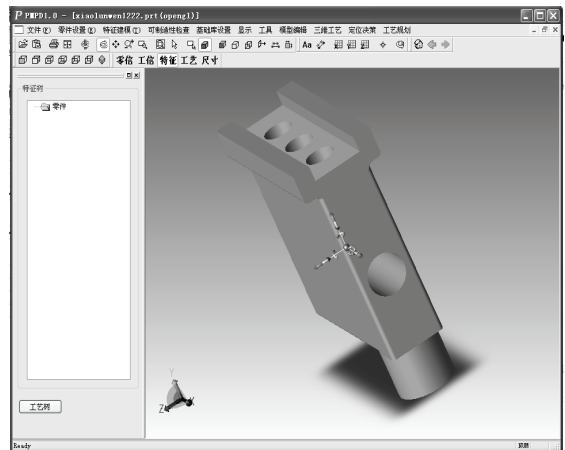 PMPD1.0 - [xiaolunwen1222.prt(opengl)]
文件(F) 零件设置(E) 特征建模(T) 可制造性检查 基础库设置 显示 工具 模型编辑 三维工艺 定位决策 工艺规划
Aa
零信 工信 特征 工艺 尺寸
特征树
零件
Y
Z
工艺树
Ready